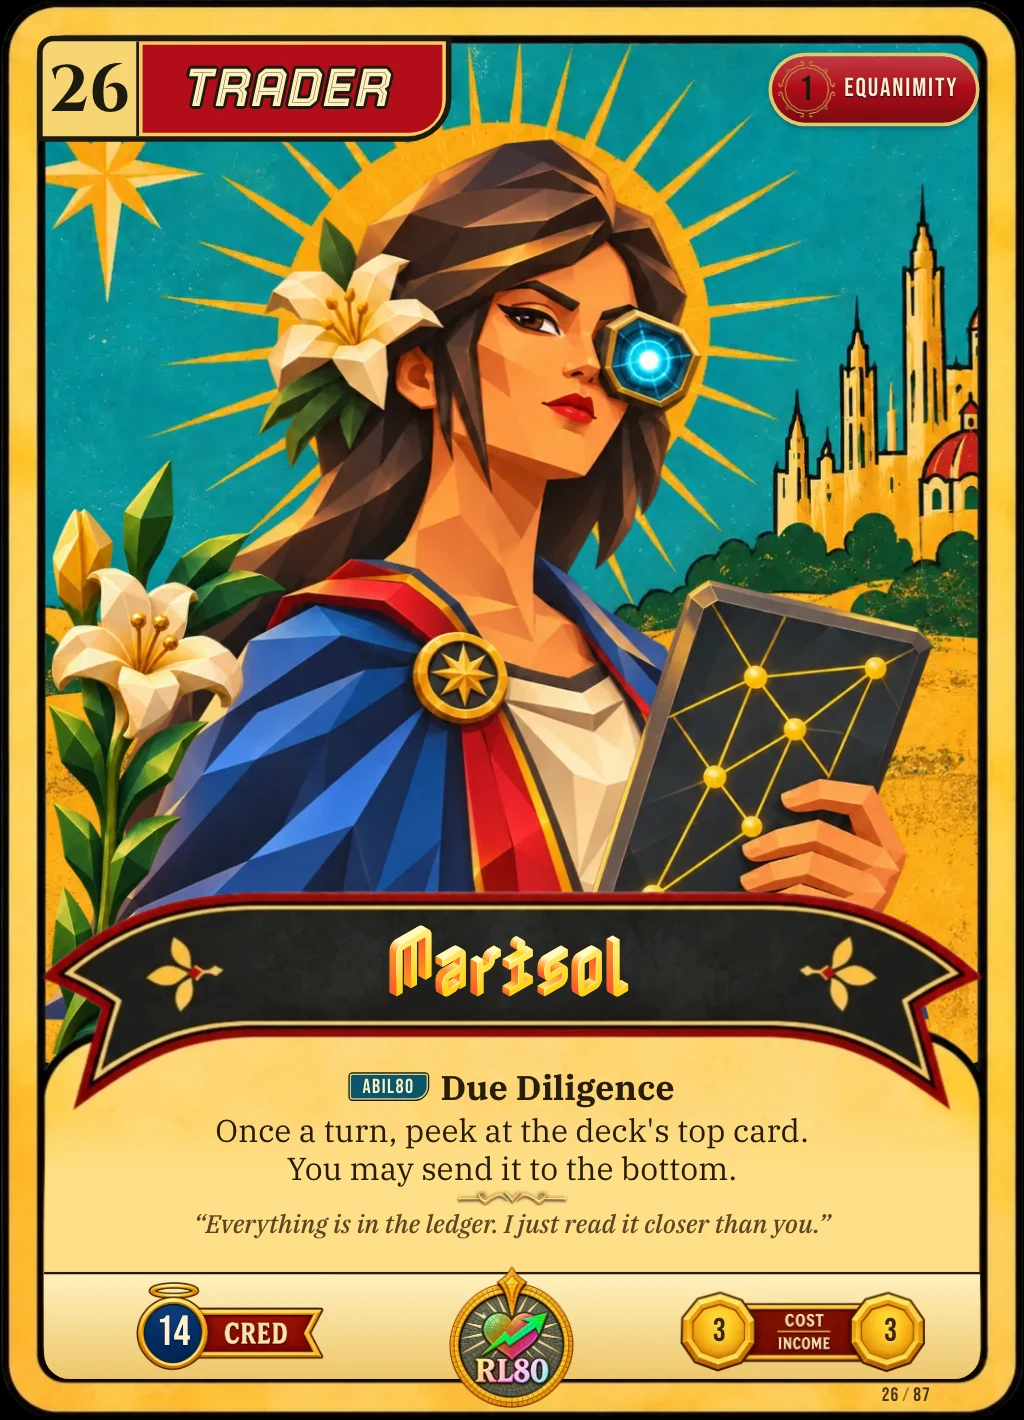 26 TRADER
1 EQUANIMITY
Marisol
ABIL80 Due Diligence
Once a turn, peek at the deck's top card.
You may send it to the bottom.
“Everything is in the ledger. I just read it closer than you.”
14 CRED
RL80
3 COST 3
INCOME
26 / 87